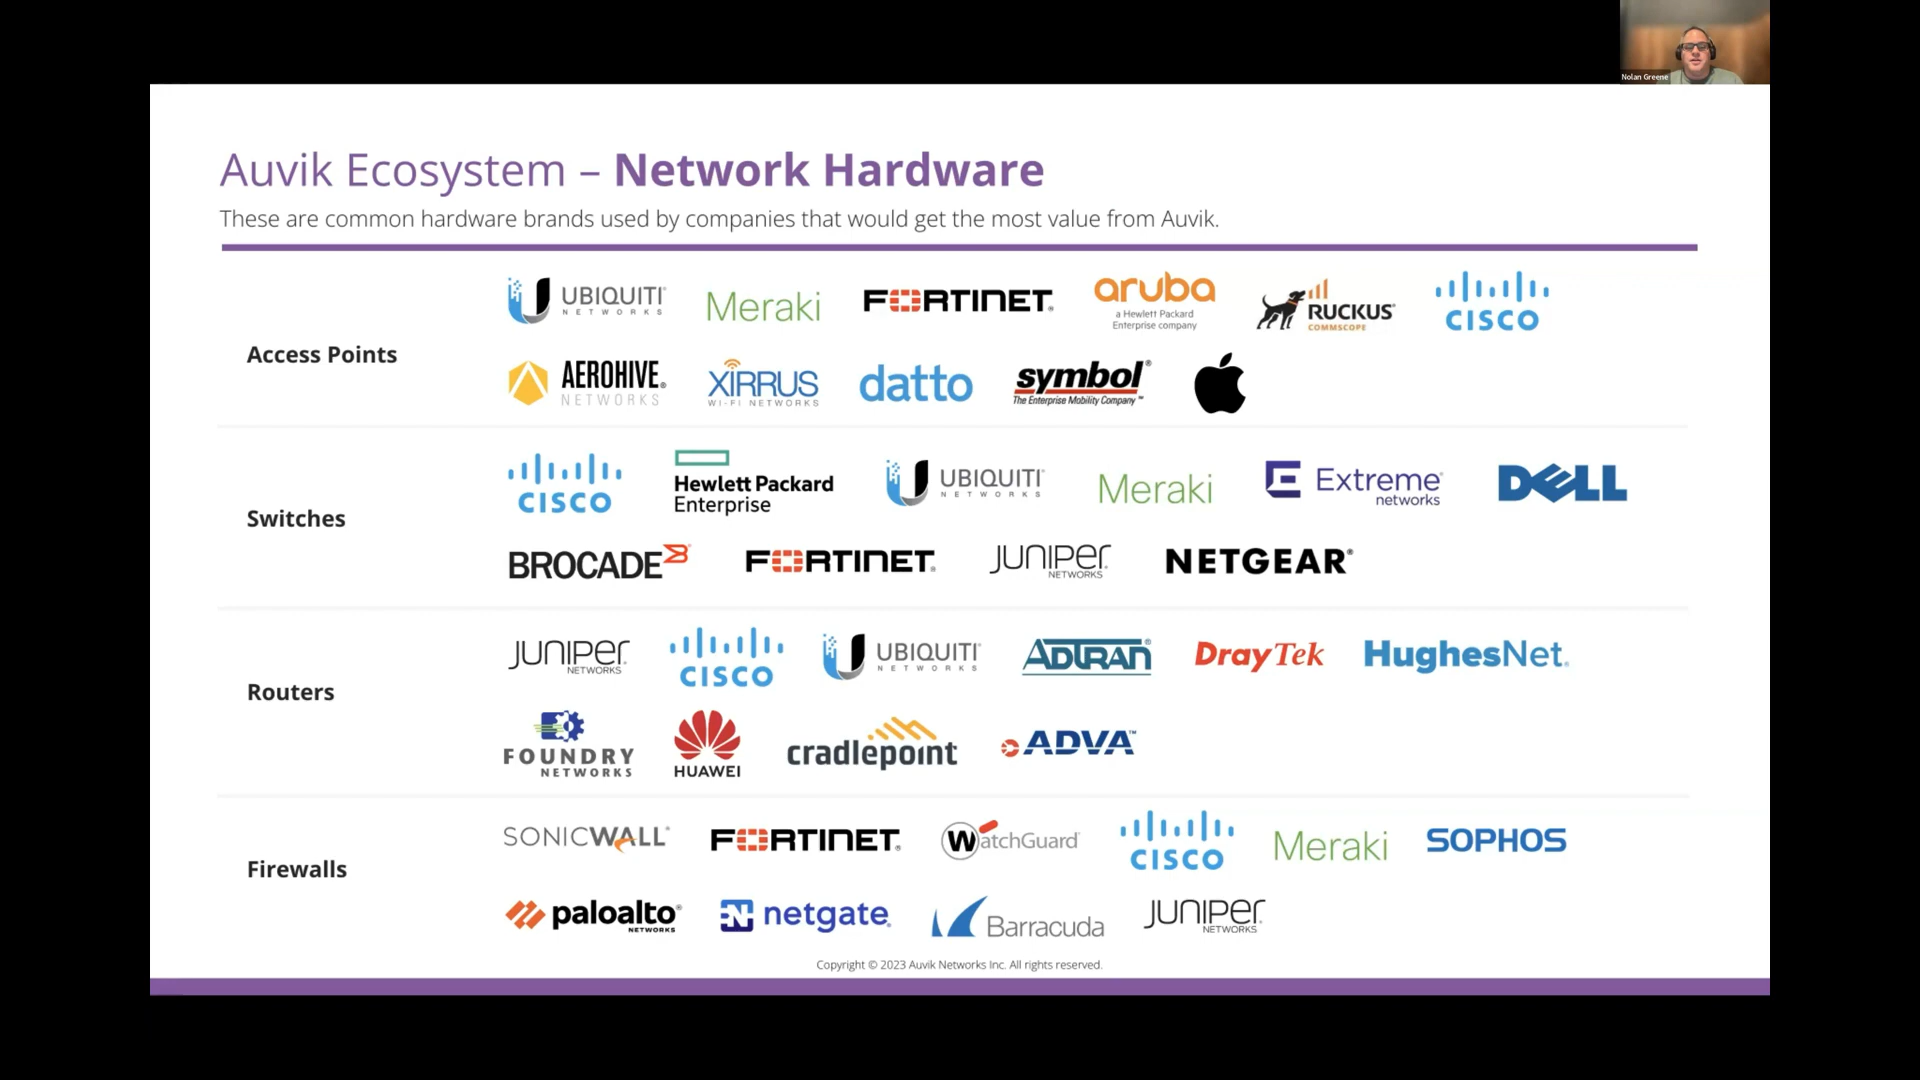 Nolan Greene
Auvik Ecosystem – Network Hardware
These are common hardware brands used by companies that would get the most value from Auvik.
Access Points
UBIQUITI®
NETWORKS
Meraki
FORTINET®
aruba
a Hewlett Packard
Enterprise company
RUCKUS®
COMMSCOPE
CISCO
AEROHIVE®
NETWORKS
XIRRUS
WI-FI NETWORKS
datto
symbol®
The Enterprise Mobility Company™
Switches
CISCO
Hewlett Packard
Enterprise
UBIQUITI®
NETWORKS
Meraki
Extreme®
networks
DELL
BROCADE
FORTINET®
JUNIPER®
NETWORKS
NETGEAR®
Routers
JUNIPER®
NETWORKS
CISCO
UBIQUITI®
NETWORKS
ADTRAN®
DrayTek
HughesNet®
FOUNDRY
NETWORKS
HUAWEI
cradlepoint
ADVA™
Firewalls
SONICWALL®
FORTINET®
WatchGuard
CISCO
Meraki
SOPHOS
paloalto®
NETWORKS
N netgate®
Barracuda
JUNIPER®
NETWORKS
Copyright © 2023 Auvik Networks Inc. All rights reserved.